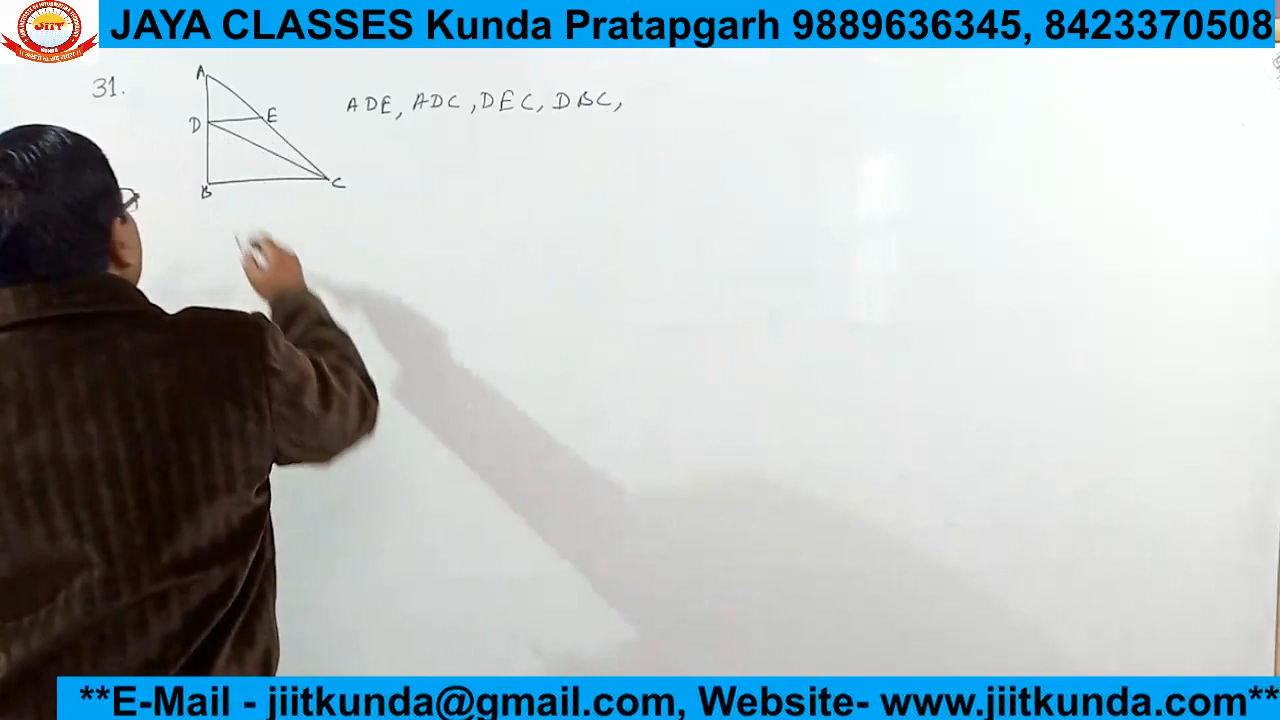 JAYA CLASSES Kunda Pratapgarh 9889636345, 8423370508
31.
A
D
E
B
C
ADE, ADC, DEC, DBC,
**E-Mail - jiitkunda@gmail.com, Website- www.jiitkunda.com**